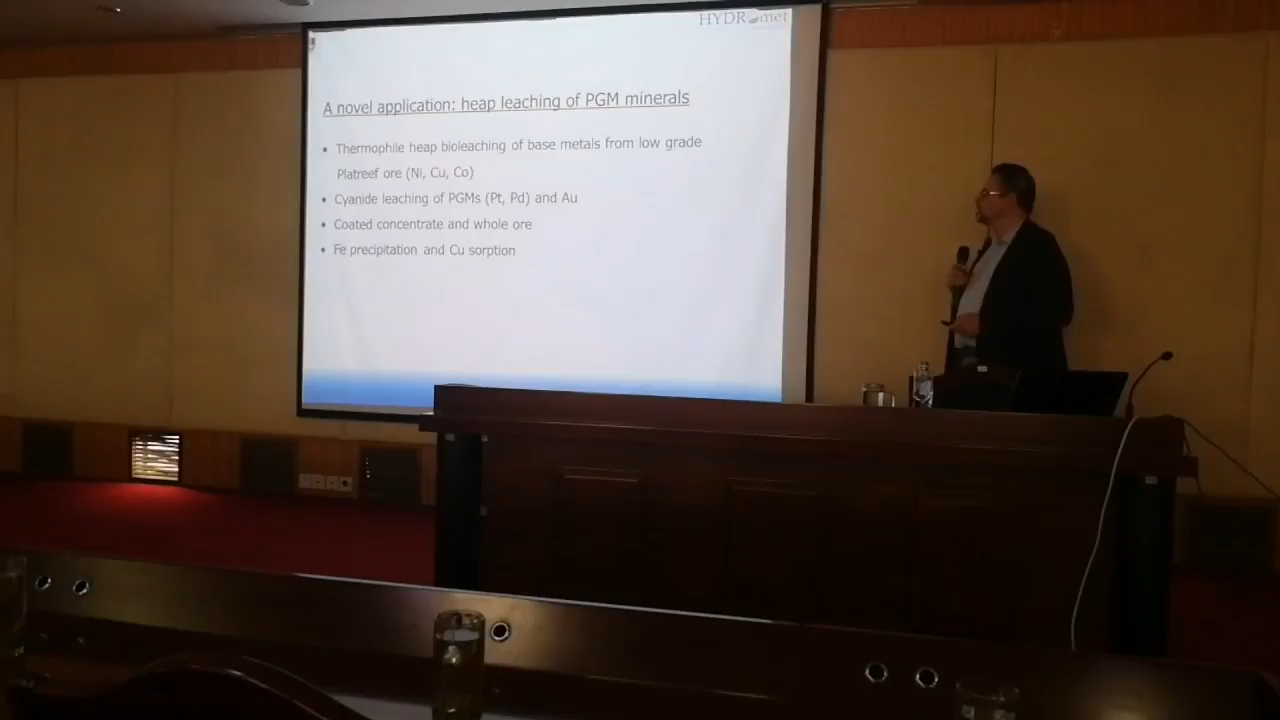 HYDROmet
A novel application: heap leaching of PGM minerals
• Thermophile heap bioleaching of base metals from low grade
Platreef ore (Ni, Cu, Co)
• Cyanide leaching of PGMs (Pt, Pd) and Au
• Coated concentrate and whole ore
• Fe precipitation and Cu sorption